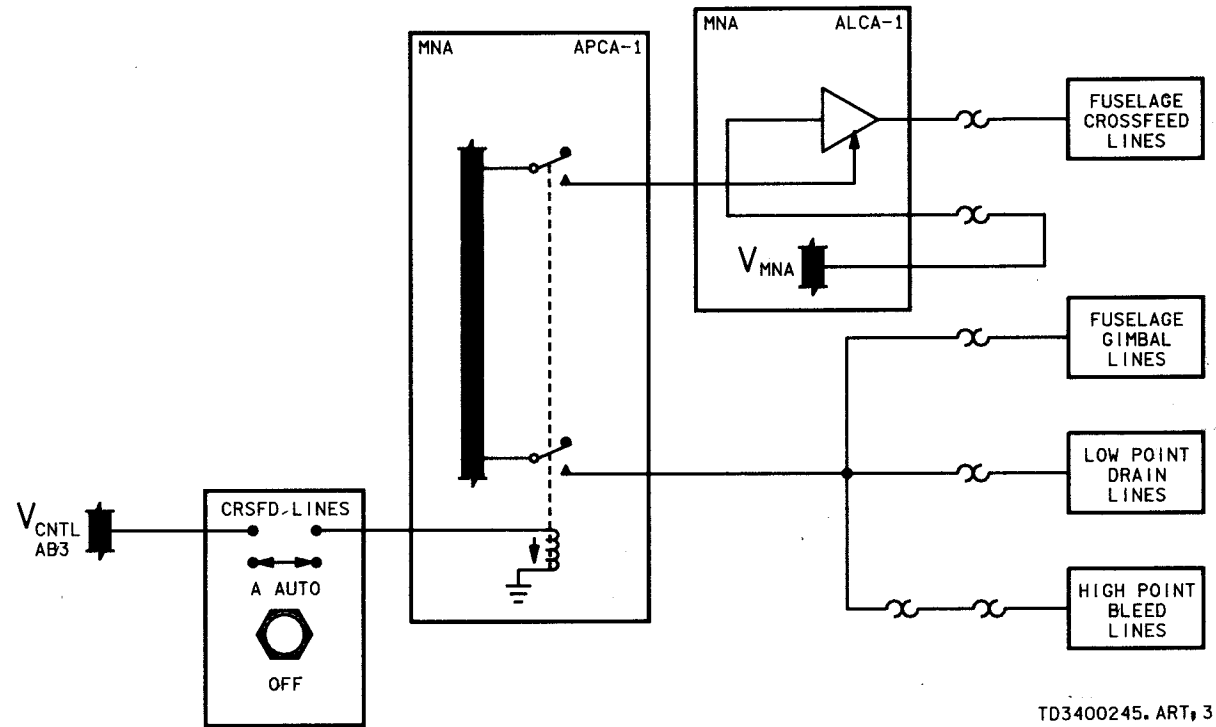 MNA APCA-1
MNA ALCA-1
FUSELAGE
CROSSFEED
LINES
V MNA
FUSELAGE
GIMBAL
LINES
LOW POINT
DRAIN
LINES
V CNTL
AB3
CRSFD LINES
A AUTO
OFF
HIGH POINT
BLEED
LINES
TD3400245.ART; 3